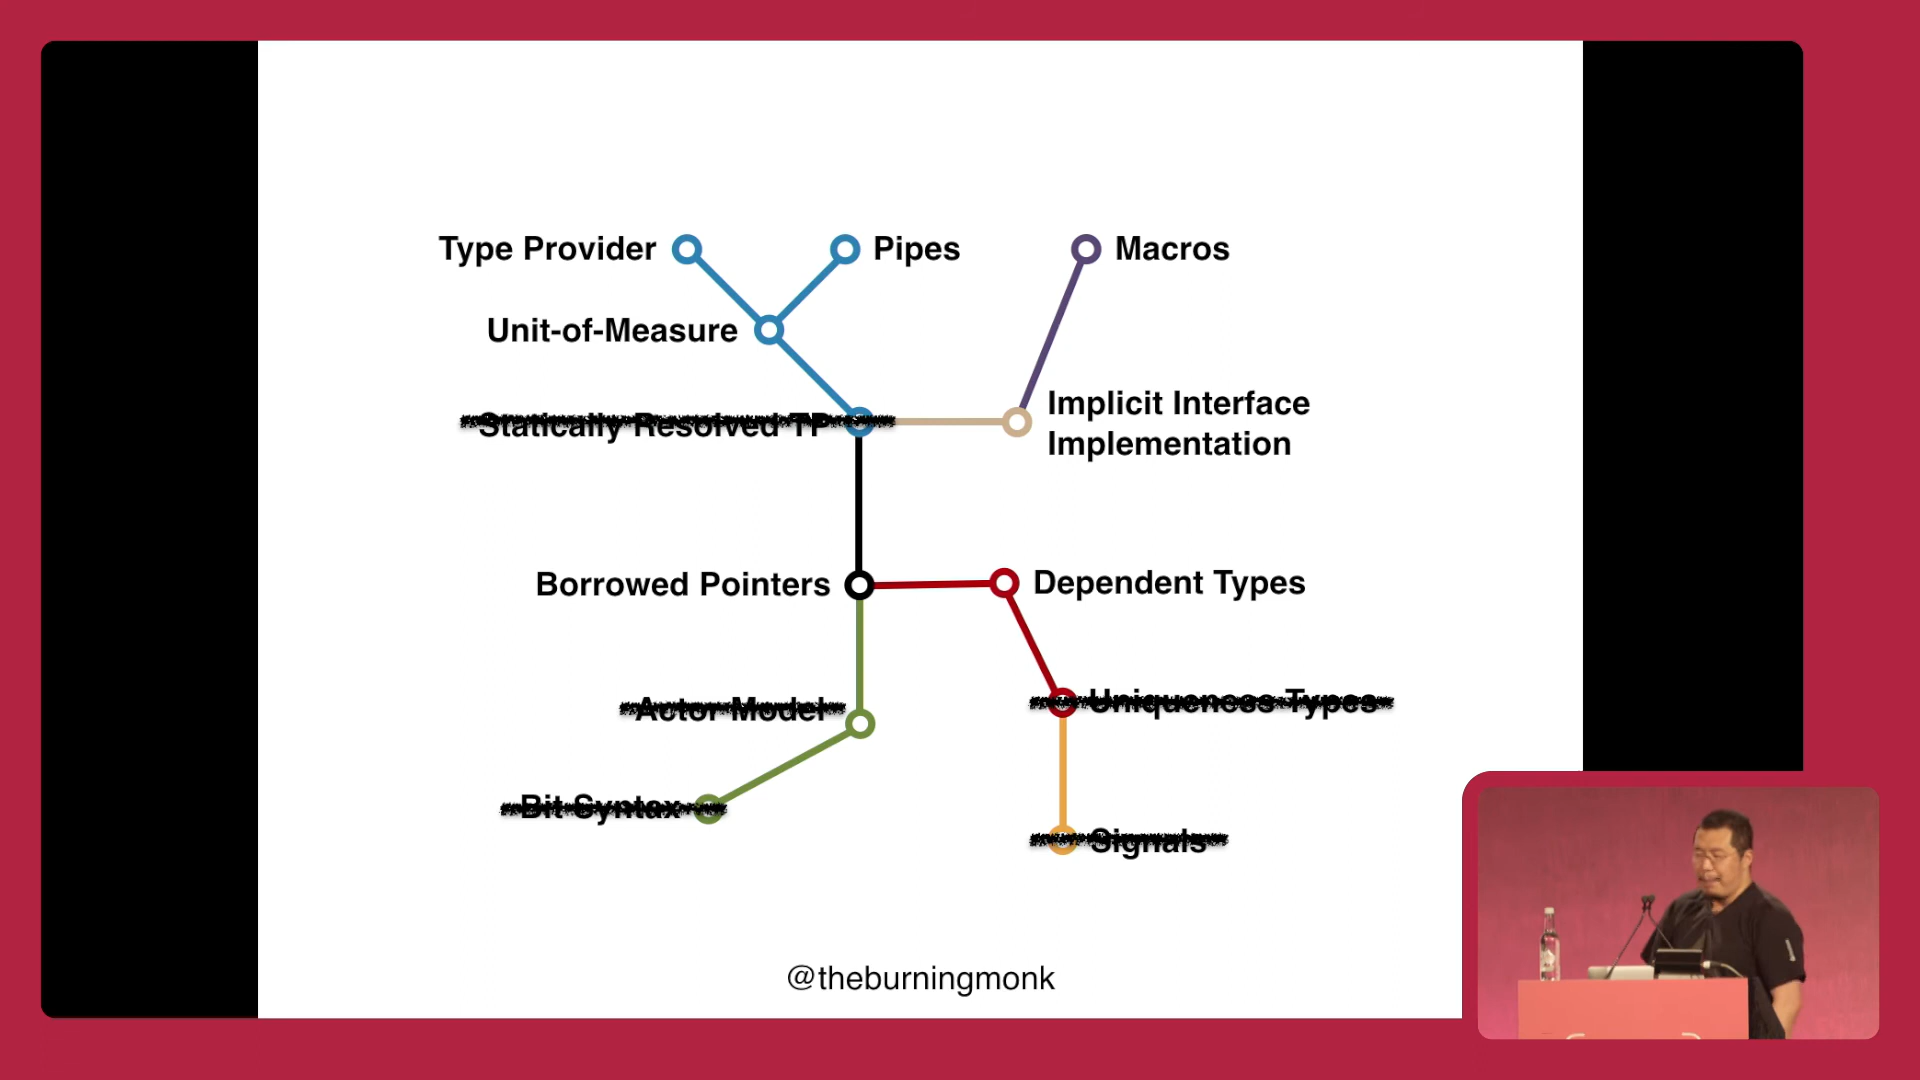 Type Provider
Pipes
Macros
Unit-of-Measure
Implicit Interface
Implementation
Statically Resolved TP
Borrowed Pointers
Dependent Types
Actor Model
Uniqueness Types
Bit Syntax
Signals
@theburningmonk